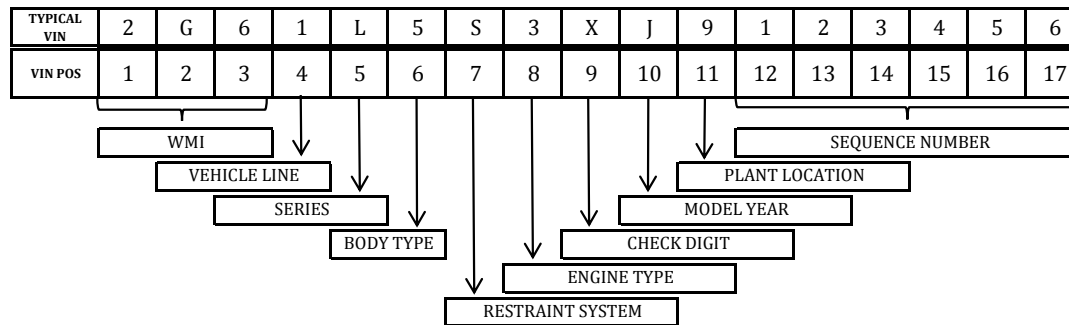 TYPICAL VIN 2 G 6 1 L 5 S 3 X J 9 1 2 3 4 5 6
VIN POS 1 2 3 4 5 6 7 8 9 10 11 12 13 14 15 16 17
WMI SEQUENCE NUMBER
VEHICLE LINE PLANT LOCATION
SERIES MODEL YEAR
BODY TYPE CHECK DIGIT
ENGINE TYPE
RESTRAINT SYSTEM